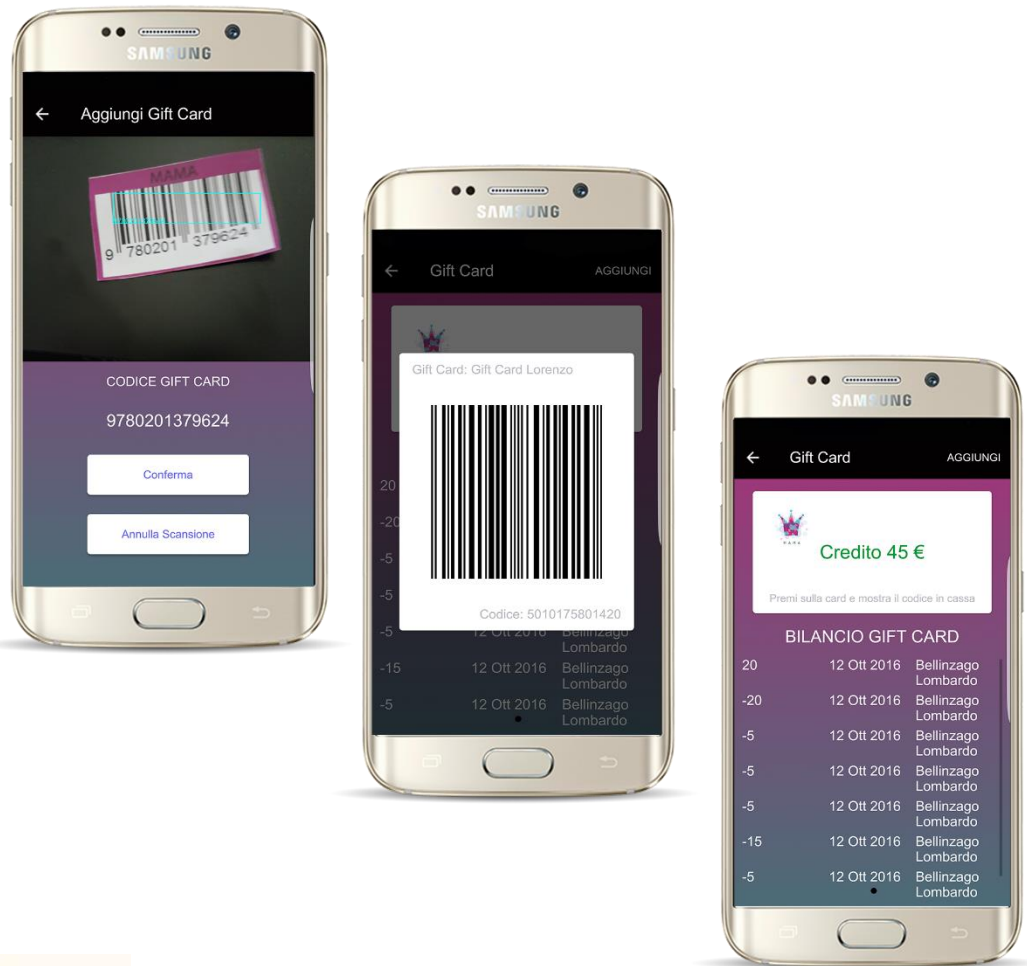 SAMSUNG
Aggiungi Gift Card
MAMA
9 780201 379624
CODICE GIFT CARD
9780201379624
Conferma
Annulla Scansione
SAMSUNG
Gift Card AGGIUNGI
Gift Card: Gift Card Lorenzo
20
-20
-5
-5
Codice: 5010175801420
-5 12 Ott 2016 Bellinzago
Lombardo
-15 12 Ott 2016 Bellinzago
Lombardo
-5 12 Ott 2016 Bellinzago
Lombardo
SAMSUNG
Gift Card AGGIUNGI
MAMA
Credito 45 €
Premi sulla card e mostra il codice in cassa
BILANCIO GIFT CARD
20 12 Ott 2016 Bellinzago
Lombardo
-20 12 Ott 2016 Bellinzago
Lombardo
-5 12 Ott 2016 Bellinzago
Lombardo
-5 12 Ott 2016 Bellinzago
Lombardo
-5 12 Ott 2016 Bellinzago
Lombardo
-15 12 Ott 2016 Bellinzago
Lombardo
-5 12 Ott 2016 Bellinzago
Lombardo